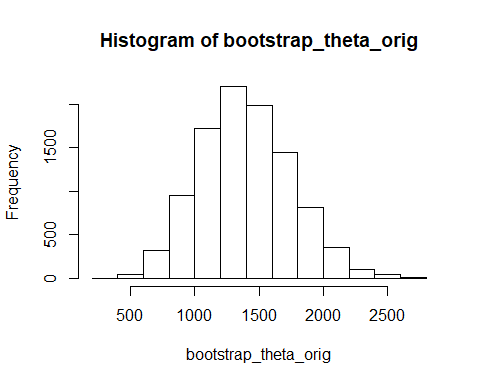 Histogram of bootstrap_theta_orig
Frequency
1500
500
0
500 1000 1500 2000 2500
bootstrap_theta_orig